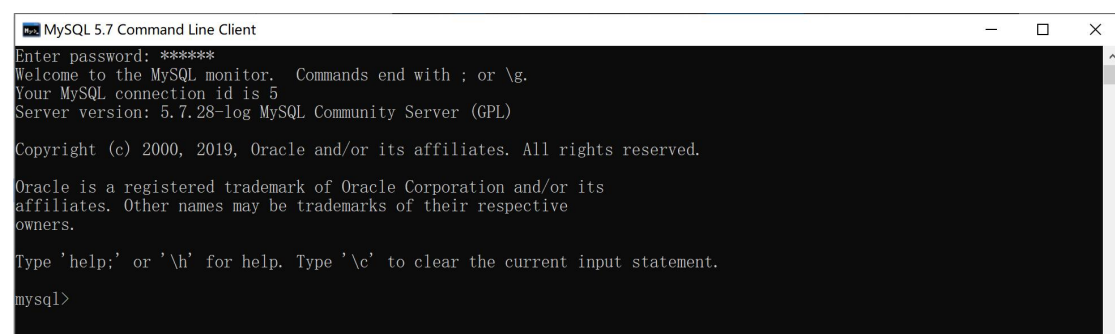 MySQL 5.7 Command Line Client
Enter password: ******
Welcome to the MySQL monitor.  Commands end with ; or \g.
Your MySQL connection id is 5
Server version: 5.7.28-log MySQL Community Server (GPL)
Copyright (c) 2000, 2019, Oracle and/or its affiliates. All rights reserved.
Oracle is a registered trademark of Oracle Corporation and/or its
affiliates. Other names may be trademarks of their respective
owners.
Type 'help;' or '\h' for help. Type '\c' to clear the current input statement.
mysql>